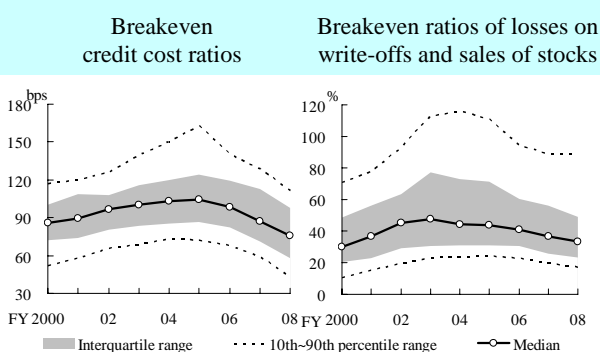 Breakeven
credit cost ratios
Breakeven ratios of losses on
write-offs and sales of stocks
bps
180
150
120
90
60
30
FY 2000 02 04 06 08
%
120
100
80
60
40
20
0
FY 2000 02 04 06 08
Interquartile range 10th~90th percentile range Median